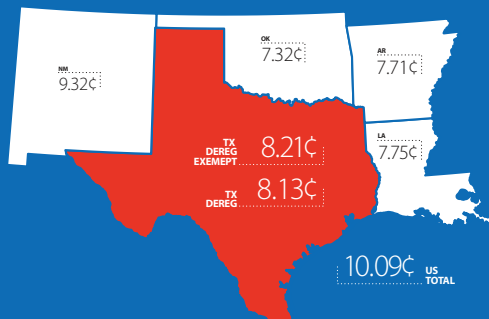 OK
7.32¢
AR
7.71¢
NM
9.32¢
TX
DEREG
EXEMEPT
8.21¢
LA
7.75¢
TX
DEREG
8.13¢
10.09¢
US
TOTAL